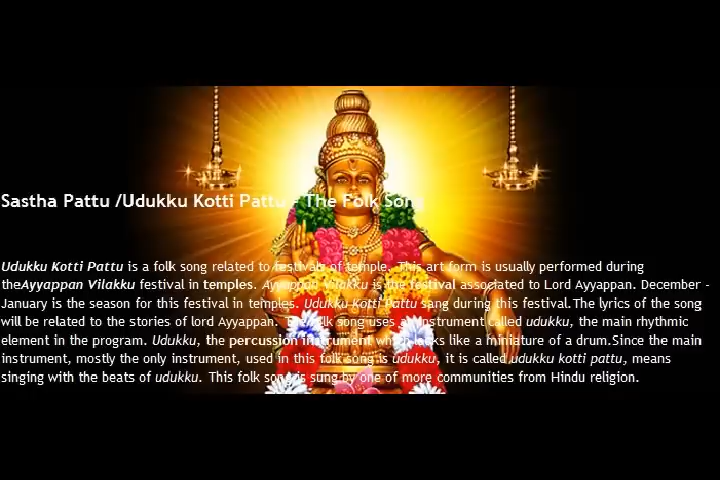 Sastha Pattu /Udukku Kotti Pattu - The Folk Song
Udukku Kotti Pattu is a folk song related to festivals of temple. This art form is usually performed during
theAyyappan Vilakku festival in temples. Ayyappan Vilakku is the festival associated to Lord Ayyappan. December -
January is the season for this festival in temples. Udukku Kotti Pattu sang during this festival.The lyrics of the song
will be related to the stories of lord Ayyappan. The folk song uses an instrument called udukku, the main rhythmic
element in the program. Udukku, the percussion instrument which looks like a miniature of a drum.Since the main
instrument, mostly the only instrument, used in this folk song is udukku, it is called udukku kotti pattu, means
singing with the beats of udukku. This folk song is sung by one of more communities from Hindu religion.